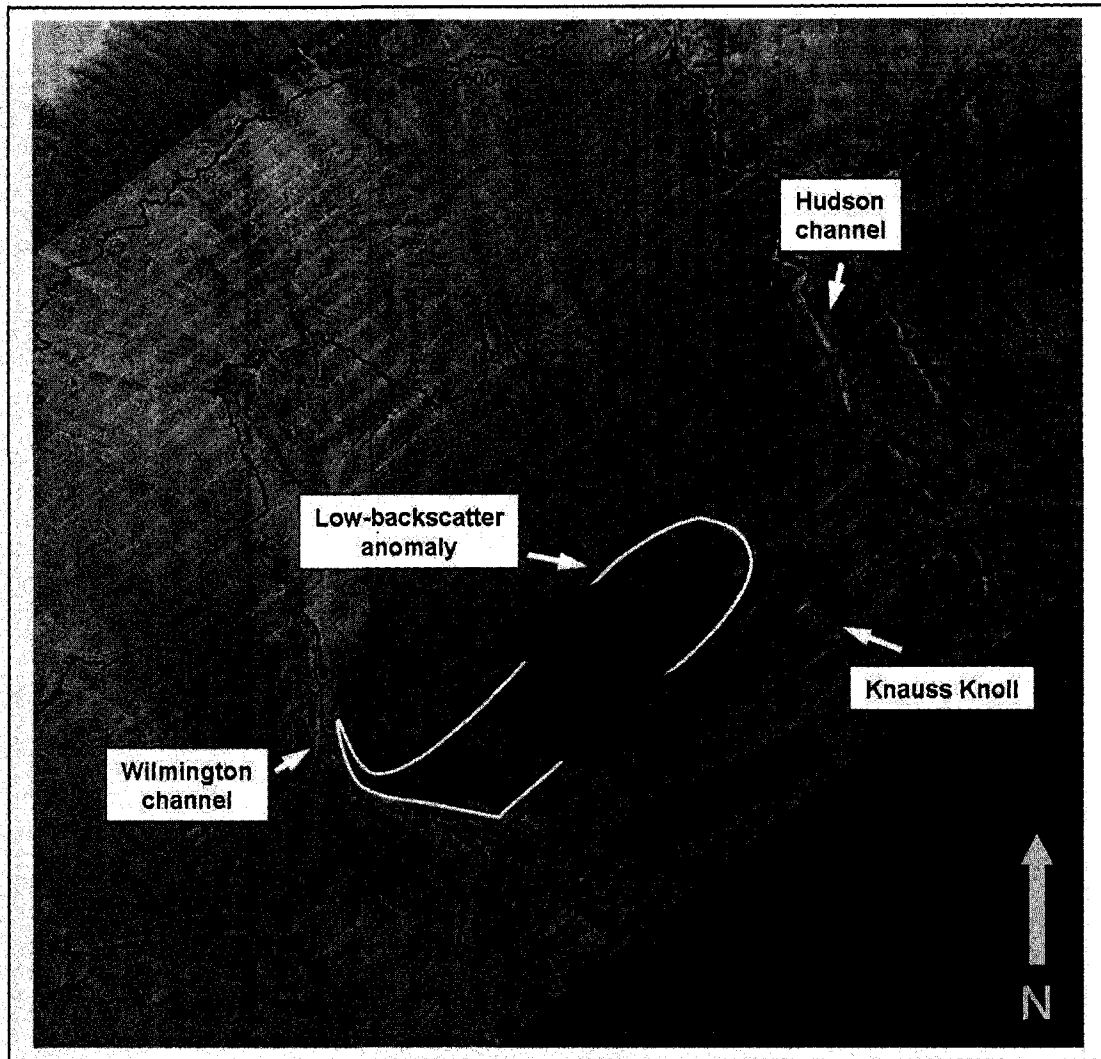 Hudson
channel
Low-backscatter
anomaly
Knauss Knoll
Wilmington
channel
N